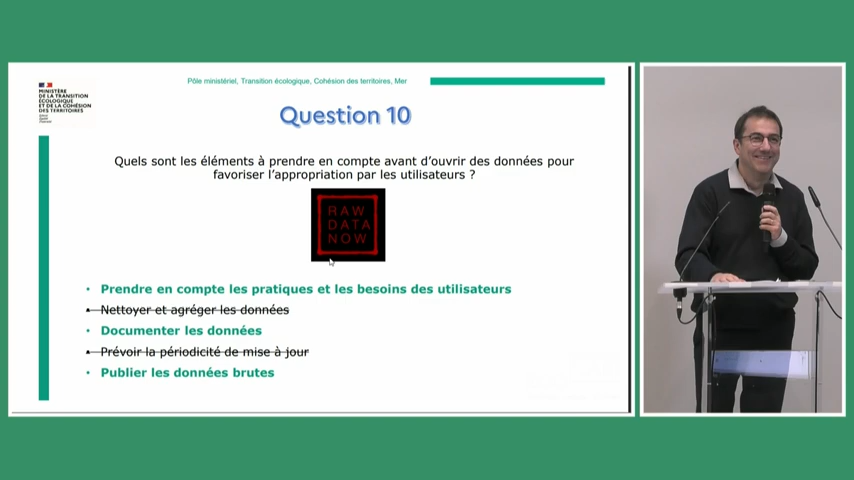 Pôle ministériel, Transition écologique, Cohésion des territoires, Mer
MINISTÈRE
DE LA TRANSITION
ÉCOLOGIQUE
ET DE LA COHÉSION
DES TERRITOIRES
Question 10
Quels sont les éléments à prendre en compte avant d’ouvrir des données pour
favoriser l’appropriation par les utilisateurs ?
RAW
DATA
NOW
• Prendre en compte les pratiques et les besoins des utilisateurs
• Nettoyer et agréger les données
• Documenter les données
• Prévoir la périodicité de mise à jour
• Publier les données brutes